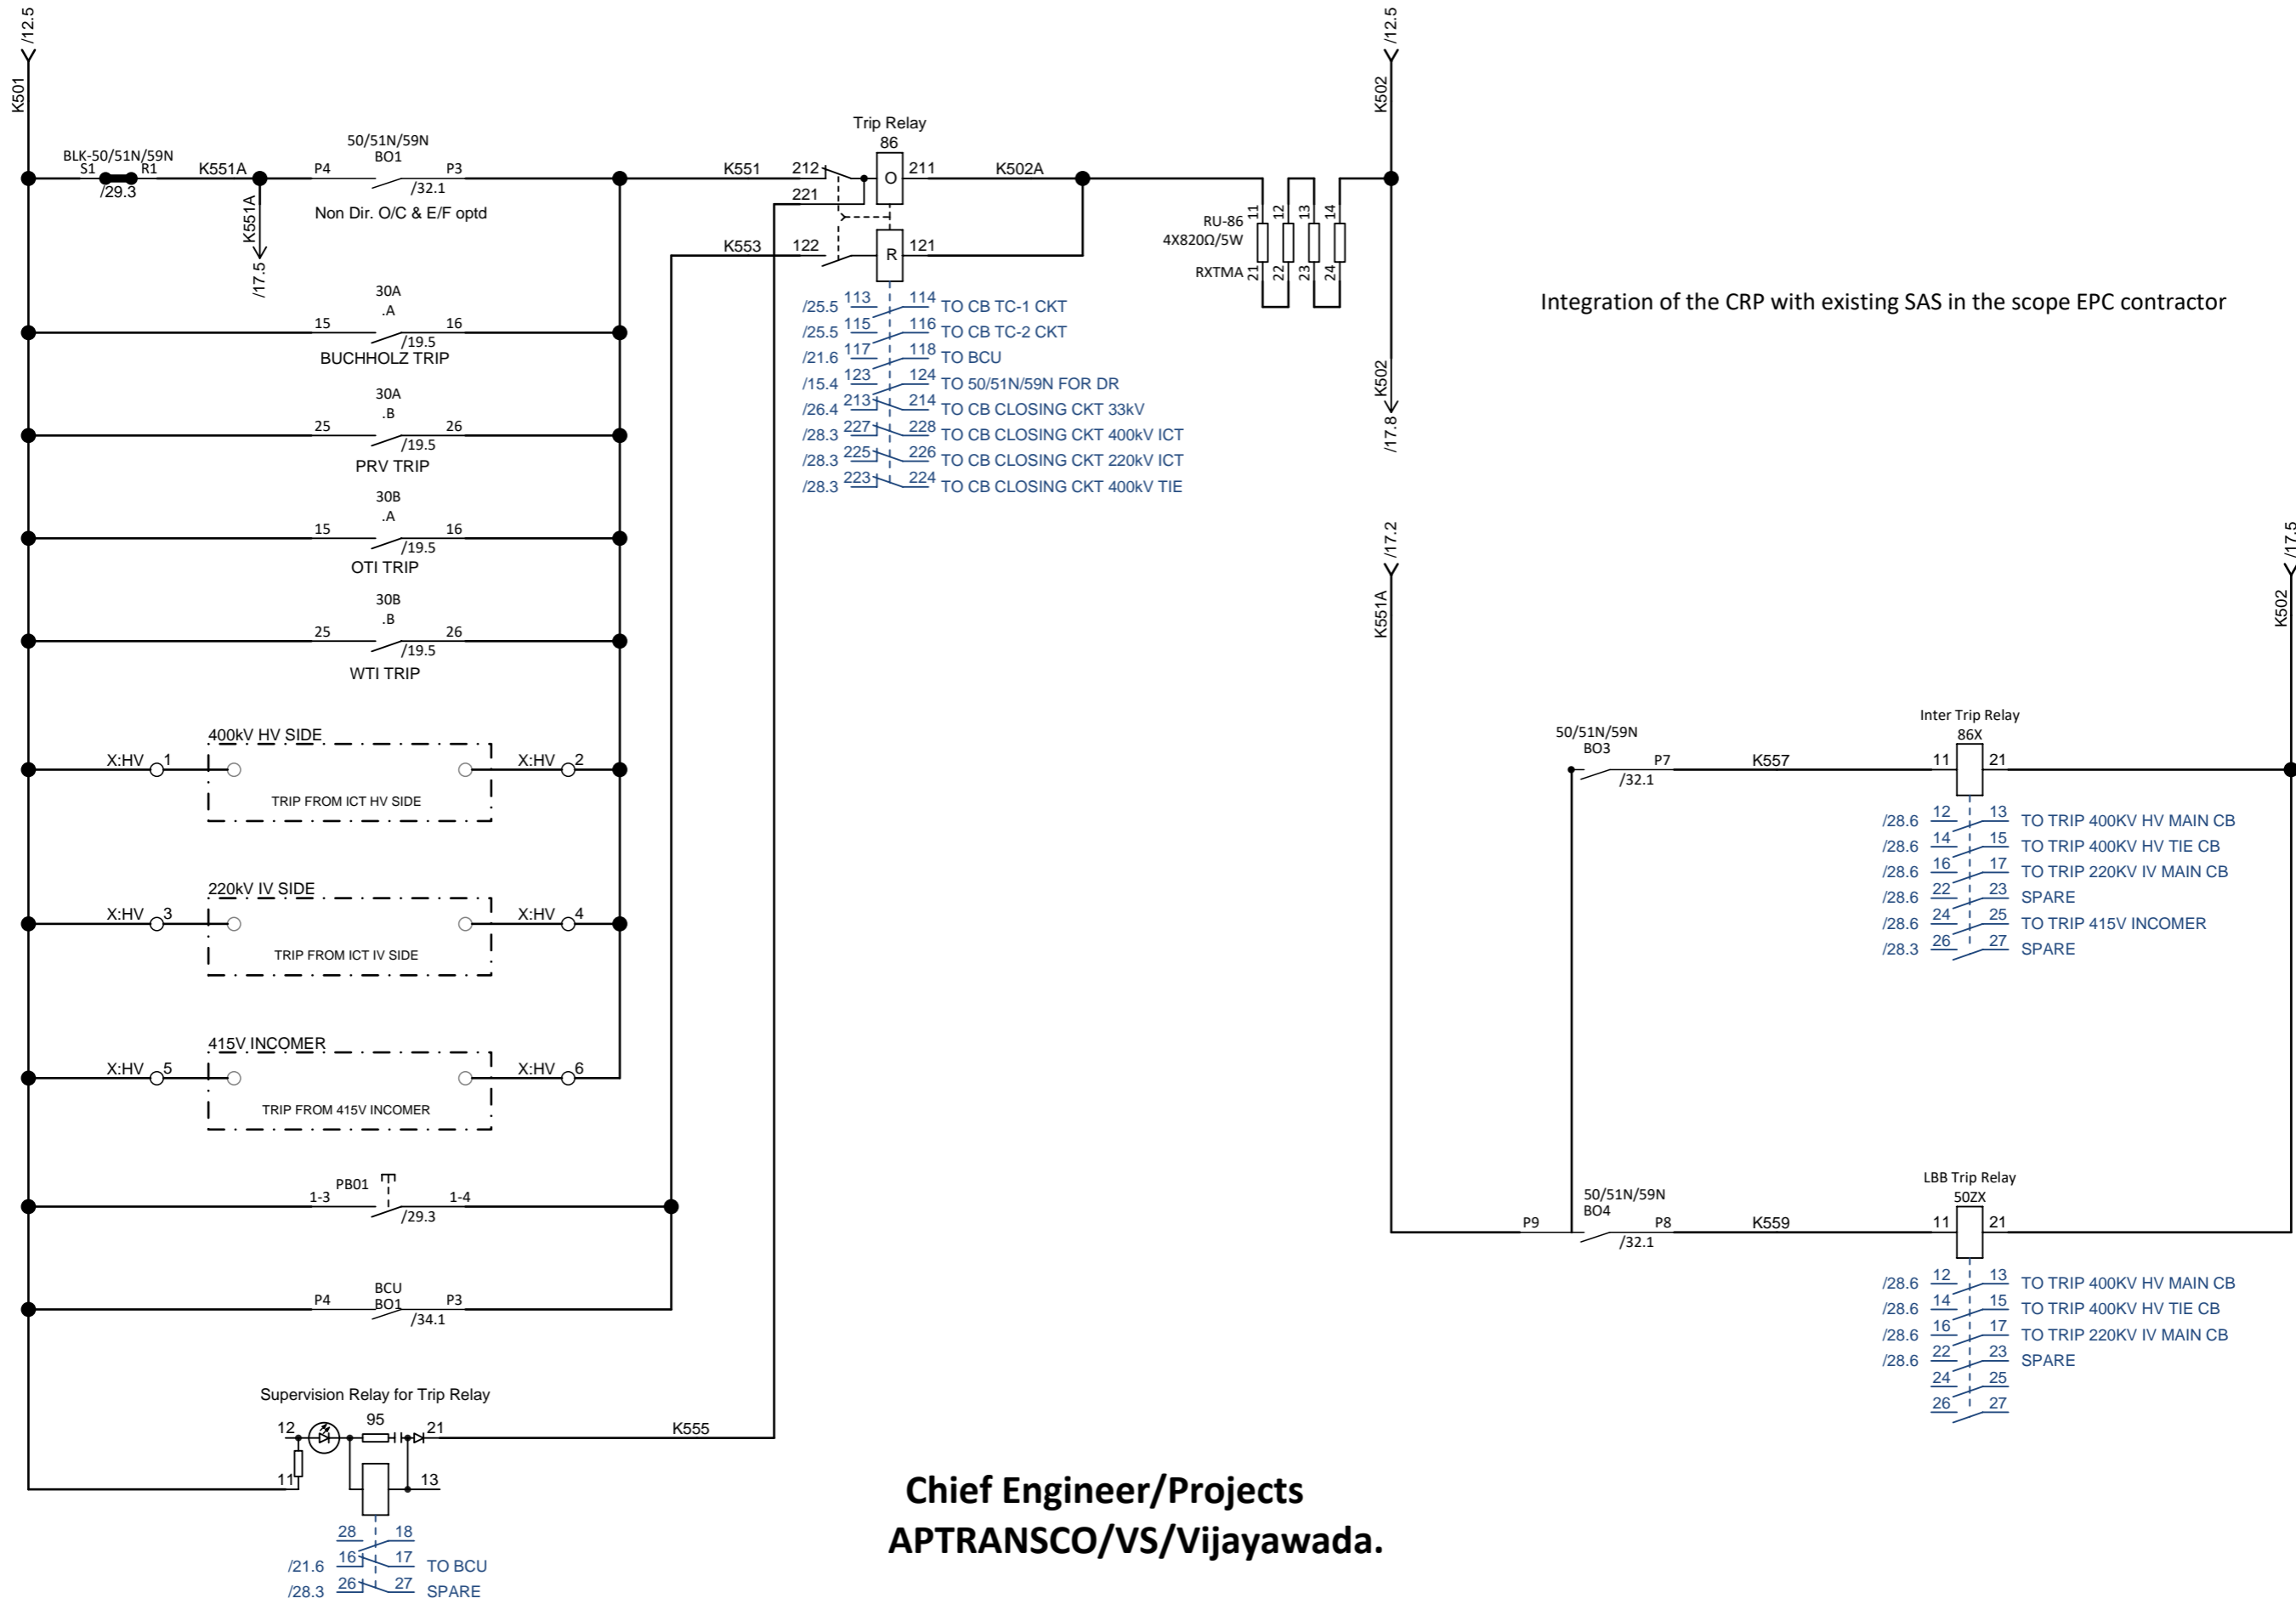 /12.5
K501
BLK-50/51N/59N
S1 R1
/29.3
K551A
K551A
/17.5
50/51N/59N
BO1
P4 P3
/32.1
Non Dir. O/C & E/F optd
30A
.A
15 16
/19.5
BUCHHOLZ TRIP
30A
.B
25 26
/19.5
PRV TRIP
30B
.A
15 16
/19.5
OTI TRIP
30B
.B
25 26
/19.5
WTI TRIP
400kV HV SIDE
X:HV 1 X:HV 2
TRIP FROM ICT HV SIDE
220kV IV SIDE
X:HV 3 X:HV 4
TRIP FROM ICT IV SIDE
415V INCOMER
X:HV 5 X:HV 6
TRIP FROM 415V INCOMER
PB01
1-3 1-4
/29.3
BCU
BO1
P4 P3
/34.1
Supervision Relay for Trip Relay
95
12 21
K555
11 13
28 18
/21.6 16 17 TO BCU
/28.3 26 27 SPARE
Trip Relay
86
K551 212 O 211 K502A
221
K553 122 R 121
/25.5 113 114 TO CB TC-1 CKT
/25.5 115 116 TO CB TC-2 CKT
/21.6 117 118 TO BCU
/15.4 123 124 TO 50/51N/59N FOR DR
/26.4 213 214 TO CB CLOSING CKT 33kV
/28.3 227 228 TO CB CLOSING CKT 400kV ICT
/28.3 225 226 TO CB CLOSING CKT 220kV ICT
/28.3 223 224 TO CB CLOSING CKT 400kV TIE
RU-86
4X820Ω/5W
RXTMA
11 12 13 14
21 22 23 24
/12.5
K502
K502
/17.8
Integration of the CRP with existing SAS in the scope EPC contractor
/17.2
K551A
/17.5
K502
50/51N/59N
BO3
P7
/32.1
K557
Inter Trip Relay
86X
11 21
/28.6 12 13 TO TRIP 400KV HV MAIN CB
/28.6 14 15 TO TRIP 400KV HV TIE CB
/28.6 16 17 TO TRIP 220KV IV MAIN CB
/28.6 22 23 SPARE
/28.6 24 25 TO TRIP 415V INCOMER
/28.3 26 27 SPARE
50/51N/59N
BO4
P9 P8
/32.1
K559
LBB Trip Relay
50ZX
11 21
/28.6 12 13 TO TRIP 400KV HV MAIN CB
/28.6 14 15 TO TRIP 400KV HV TIE CB
/28.6 16 17 TO TRIP 220KV IV MAIN CB
/28.6 22 23 SPARE
24 25
26 27
Chief Engineer/Projects
APTRANSCO/VS/Vijayawada.